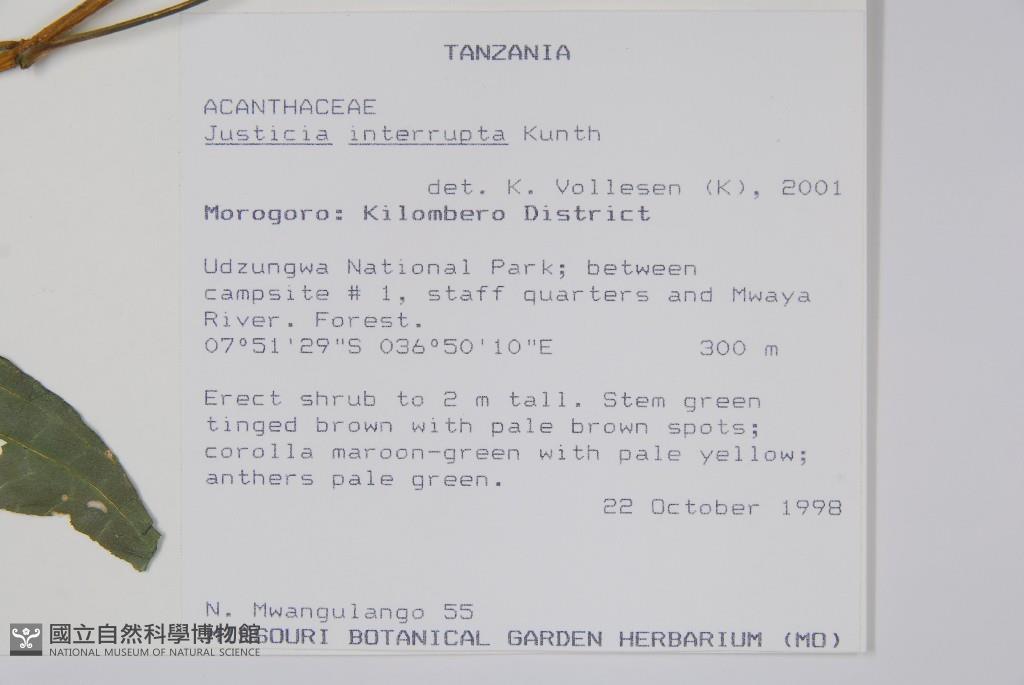 TANZANIA
ACANTHACEAE
Justicia interrupta Kunth
det. K. Vollesen (K), 2001
Morogoro: Kilombero District
Udzungwa National Park; between
campsite # 1, staff quarters and Mwaya
River. Forest.
07°51'29"S 036°50'10"E 300 m
Erect shrub to 2 m tall. Stem green
tinged brown with pale brown spots;
corolla maroon-green with pale yellow;
anthers pale green.
22 October 1998
N. Mwangulango 55
BOTANICAL GARDEN HERBARIUM (MO)
國立自然科學博物館
NATIONAL MUSEUM OF NATURAL SCIENCE